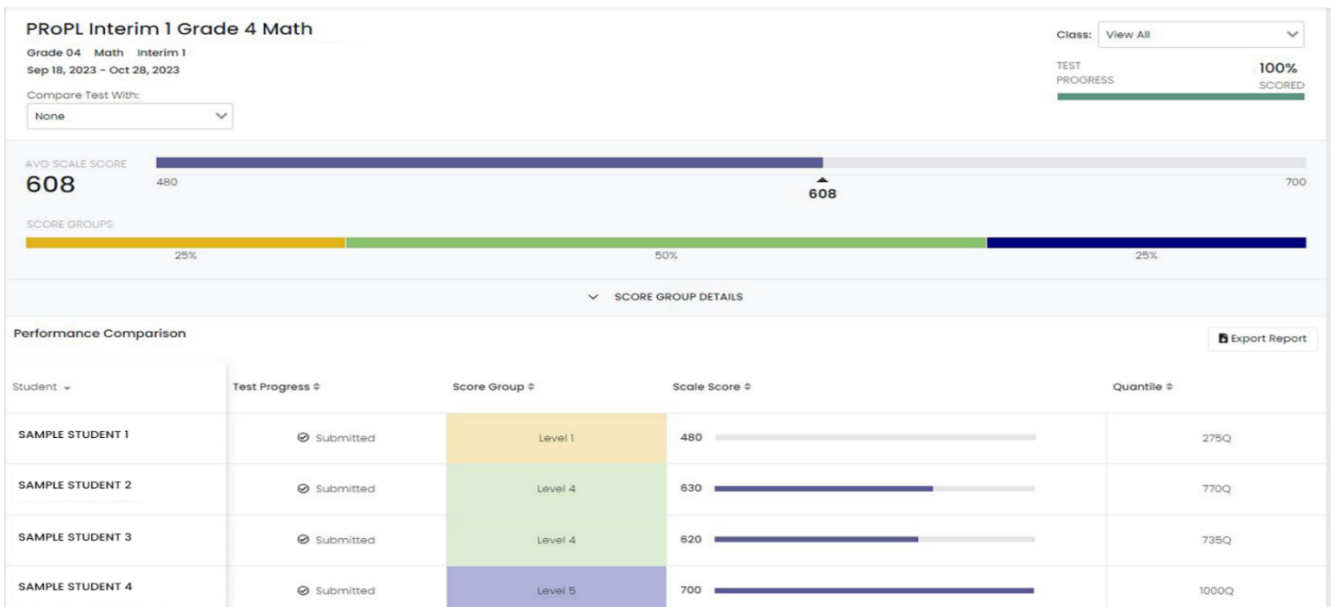 PRoPL Interim 1 Grade 4 Math
Grade 04 Math Interim 1
Sep 18, 2023 - Oct 28, 2023
Compare Test With:
None
Class: View All
TEST PROGRESS
100% SCORED
AVG SCALE SCORE
608
480
608
700
SCORE GROUPS
25% 50% 25%
SCORE GROUP DETAILS
Performance Comparison
Export Report
Student Test Progress Score Group Scale Score Quantile
SAMPLE STUDENT 1 Submitted Level 1 480 275Q
SAMPLE STUDENT 2 Submitted Level 4 630 770Q
SAMPLE STUDENT 3 Submitted Level 4 620 735Q
SAMPLE STUDENT 4 Submitted Level 5 700 1000Q